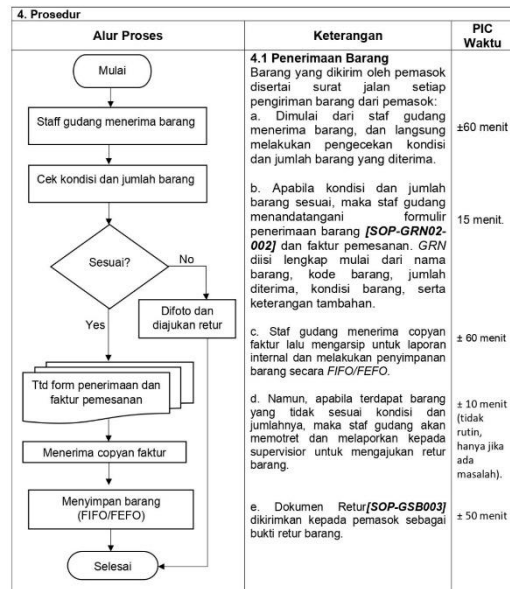 4. Prosedur
Alur Proses
Keterangan
PIC
Waktu
Mulai
Staff gudang menerima barang
Cek kondisi dan jumlah barang
Sesuai?
No
Yes
Difoto dan
diajukan retur
Ttd form penerimaan dan
faktur pemesanan
Menerima copyan faktur
Menyimpan barang
(FIFO/FEFO)
Selesai
4.1 Penerimaan Barang
Barang yang dikirim oleh pemasok
disertai surat jalan setiap
pengiriman barang dari pemasok:
a. Dimulai dari staf gudang
menerima barang, dan langsung
melakukan pengecekan kondisi
dan jumlah barang yang diterima.
±60 menit
b. Apabila kondisi dan jumlah
barang sesuai, maka staf gudang
menandatangani formulir
penerimaan barang [SOP-GRN02-
002] dan faktur pemesanan. GRN
diisi lengkap mulai dari nama
barang, kode barang, jumlah
diterima, kondisi barang, serta
keterangan tambahan.
15 menit.
c. Staf gudang menerima copyan
faktur lalu mengarsip untuk laporan
internal dan melakukan penyimpanan
barang secara FIFO/FEFO.
± 60 menit
d. Namun, apabila terdapat barang
yang tidak sesuai kondisi dan
jumlahnya, maka staf gudang akan
memotret dan melaporkan kepada
supervisior untuk mengajukan retur
barang.
± 10 menit
(tidak
rutin,
hanya jika
ada
masalah).
e. Dokumen Retur[SOP-GSB003]
dikirimkan kepada pemasok sebagai
bukti retur barang.
± 50 menit